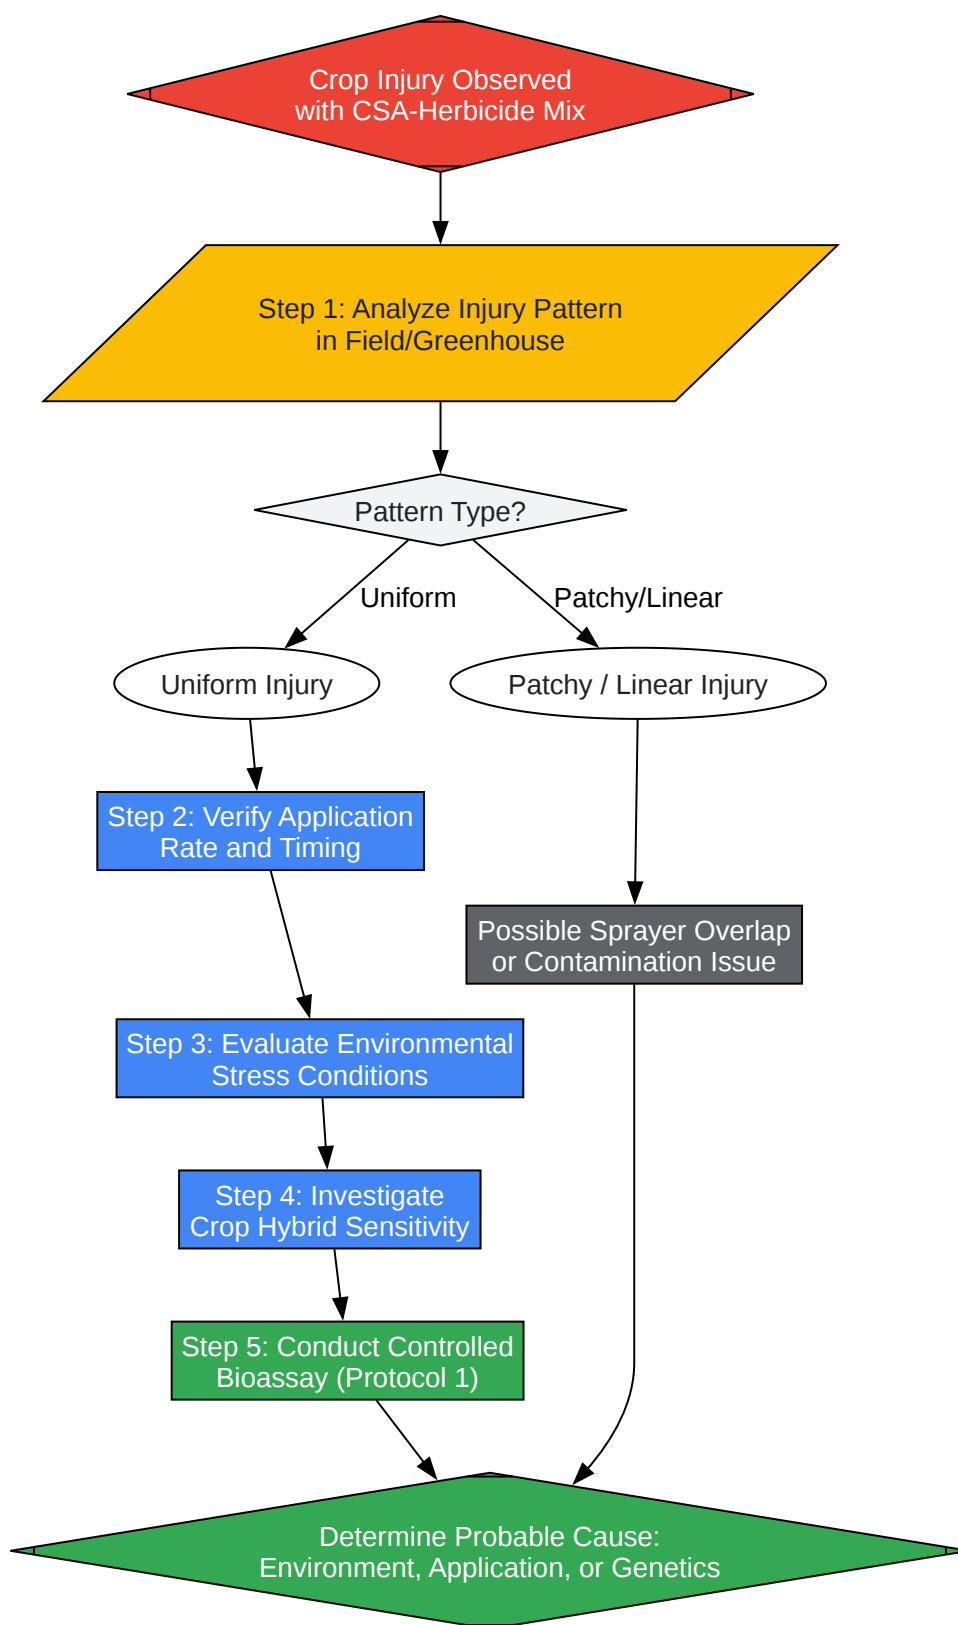 Crop Injury Observed
with CSA-Herbicide Mix
Step 1: Analyze Injury Pattern
in Field/Greenhouse
Pattern Type?
Uniform
Patchy/Linear
Uniform Injury
Patchy / Linear Injury
Step 2: Verify Application
Rate and Timing
Possible Sprayer Overlap
or Contamination Issue
Step 3: Evaluate Environmental
Stress Conditions
Step 4: Investigate
Crop Hybrid Sensitivity
Step 5: Conduct Controlled
Bioassay (Protocol 1)
Determine Probable Cause:
Environment, Application, or Genetics